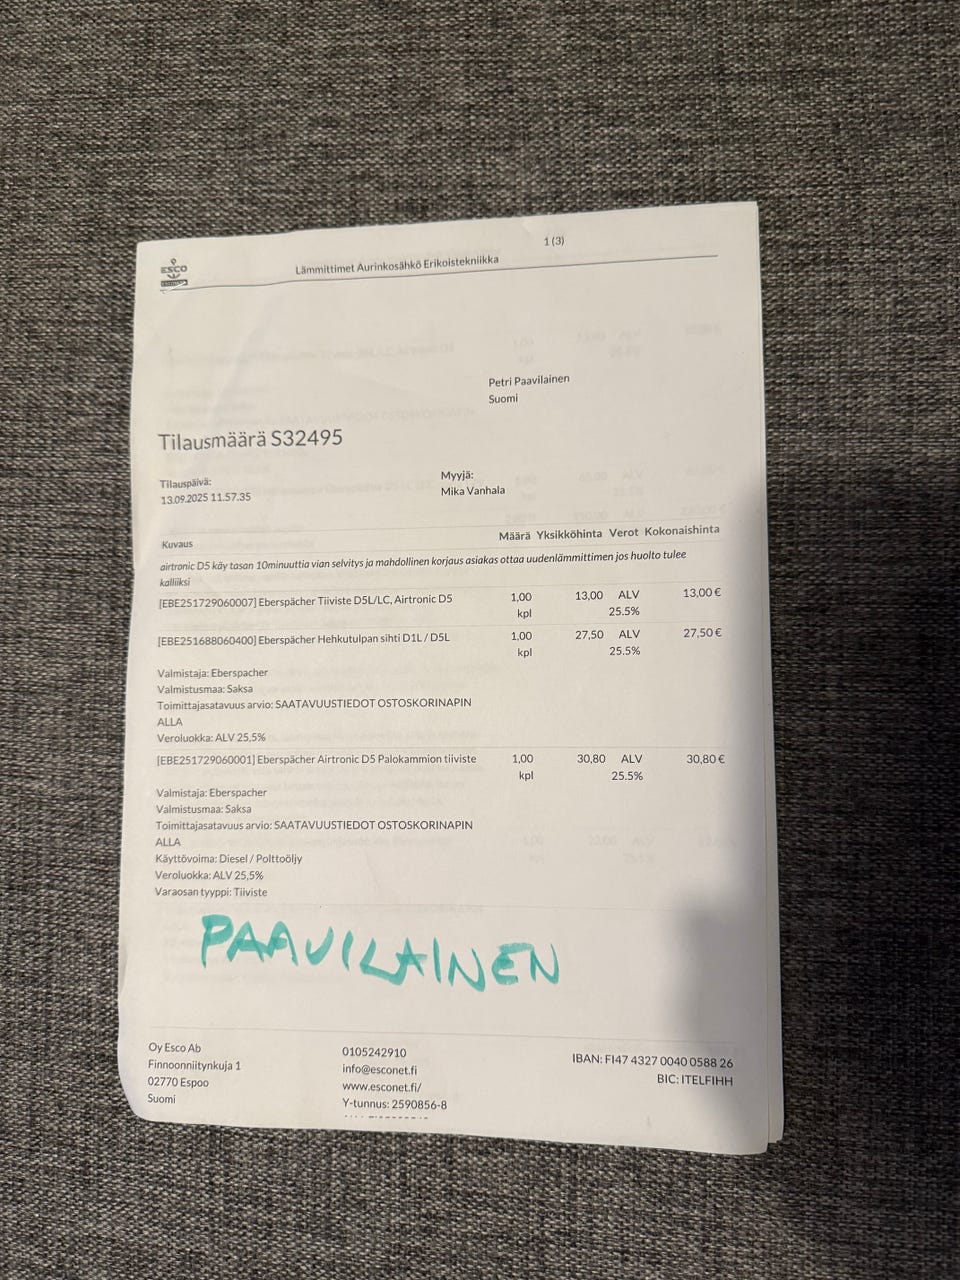 1 (3)
ESCO
Lämmittimet Aurinkosähkö Erikoistekniikka
Petri Paavilainen
Suomi
Tilausmäärä S32495
Tilauspäivä:
13.09.2025 11.57.35
Myyjä:
Mika Vanhala
Kuvaus Määrä Yksikköhinta Verot Kokonaishinta
airtronic D5 käy tasan 10minuuttia vian selvitys ja mahdollinen korjaus asiakas ottaa uudenlämmittimen jos huolto tulee
kalliiksi
[EBE251729060007] Eberspächer Tiiviste D5L/LC, Airtronic D5 1,00 13,00 ALV 13,00 €
kpl 25.5%
[EBE251688060400] Eberspächer Hehkutulpan sihti D1L / D5L 1,00 27,50 ALV 27,50 €
kpl 25.5%
Valmistaja: Eberspacher
Valmistusmaa: Saksa
Toimittajasatavuus arvio: SAATAVUUSTIEDOT OSTOSKORINAPIN
ALLA
Veroluokka: ALV 25,5%
[EBE251729060001] Eberspächer Airtronic D5 Palokammion tiiviste 1,00 30,80 ALV 30,80 €
kpl 25.5%
Valmistaja: Eberspacher
Valmistusmaa: Saksa
Toimittajasatavuus arvio: SAATAVUUSTIEDOT OSTOSKORINAPIN
ALLA
Käyttövoima: Diesel / Polttoöljy
Veroluokka: ALV 25,5%
Varaosan tyyppi: Tiiviste
PAAVILAINEN
Oy Esco Ab
Finnoonniitynkuja 1
02770 Espoo
Suomi
0105242910
info@esconet.fi
www.esconet.fi/
Y-tunnus: 2590856-8
IBAN: FI47 4327 0040 0588 26
BIC: ITELFIHH